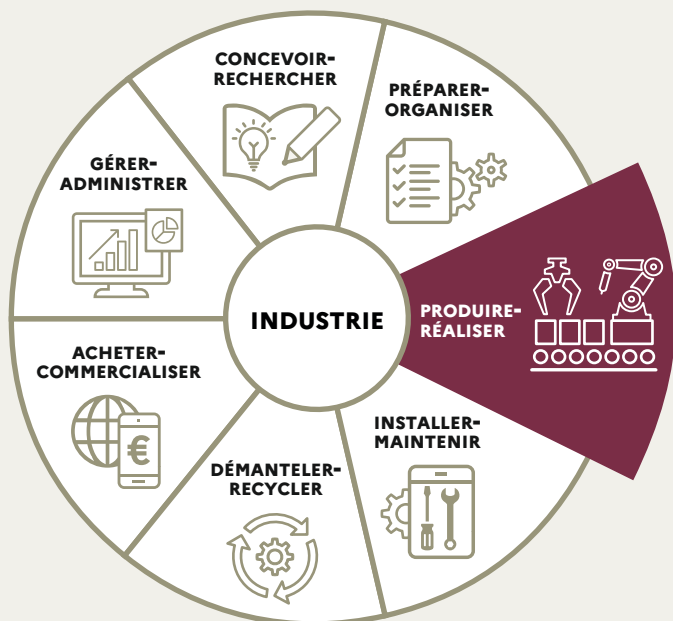 CONCEVOIR-
RECHERCHER
PRÉPARER-
ORGANISER
GÉRER-
ADMINISTRER
PRODUIRE-
RÉALISER
INDUSTRIE
ACHETER-
COMMERCIALISER
€
INSTALLER-
MAINTENIR
DÉMANTELER-
RECYCLER